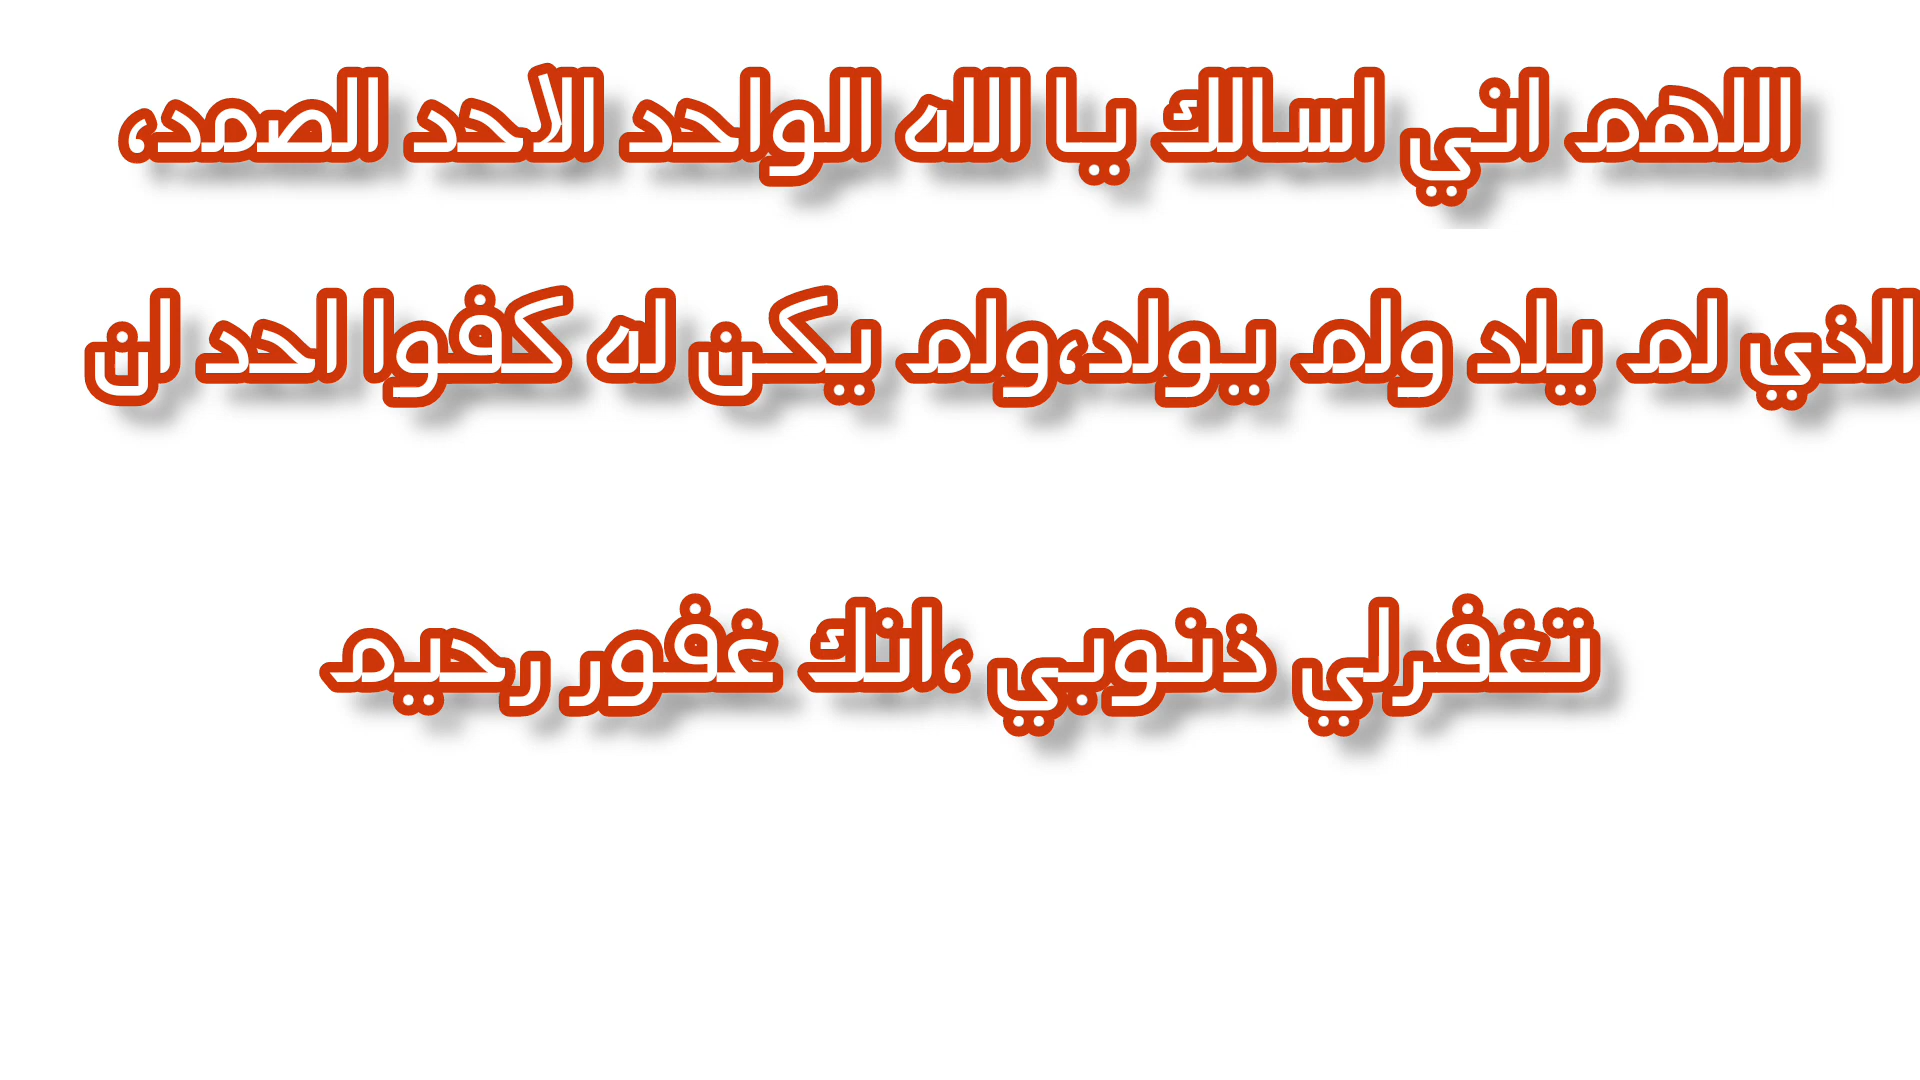 اللهم اني اسالك يا الله الواحد الاحد الصمد،
الذي لم يلد ولم يولد،ولم يكن له كفوا احد ان
تغفرلي ذنوبي ،انك غفور رحيم